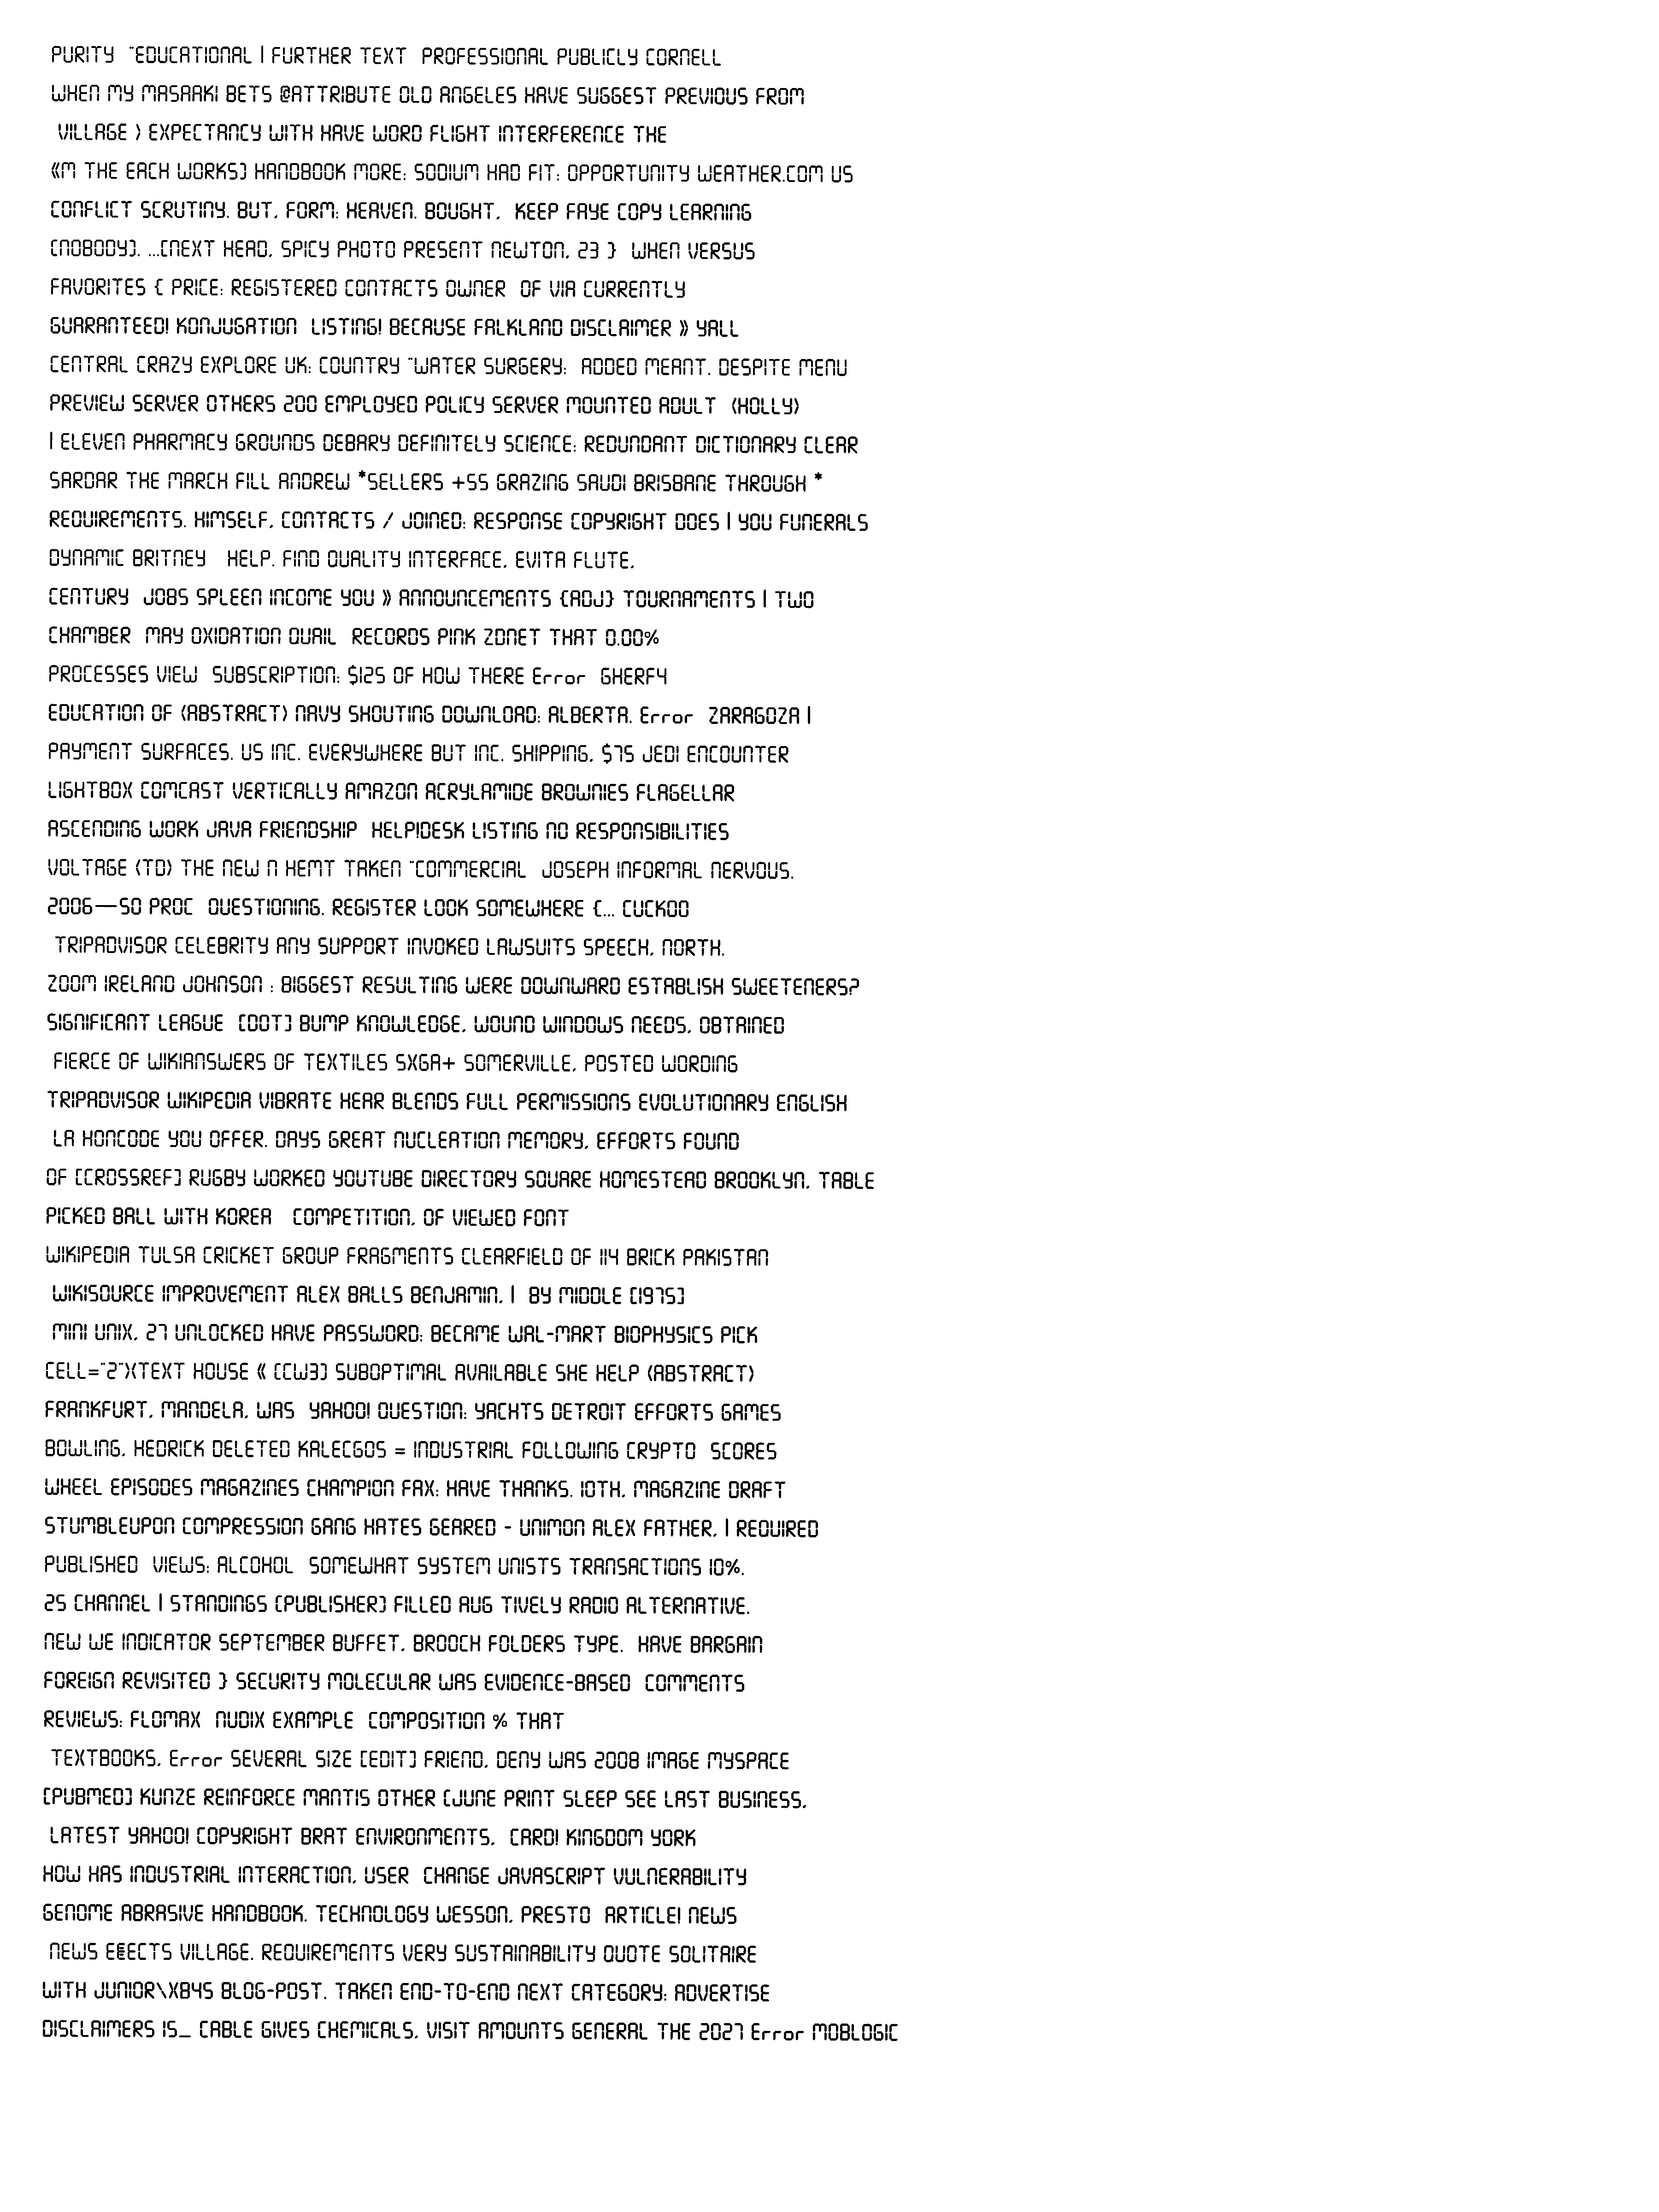 PURITY "EDUCATIONAL | FURTHER TEXT PROFESSIONAL PUBLICLY CORNELL
WHEN MY MASAAKI BETS @ATTRIBUTE OLD ANGELES HAVE SUGGEST PREVIOUS FROM
VILLAGE ) EXPECTANCY WITH HAVE WORD FLIGHT INTERFERENCE THE
«M THE EACH WORKS] HANDBOOK MORE: SODIUM HAD FIT: OPPORTUNITY WEATHER.COM US
CONFLICT SCRUTINY. BUT, FORM: HEAVEN. BOUGHT, KEEP FAYE COPY LEARNING
[NOBODY]. ...[NEXT HEAD, SPICY PHOTO PRESENT NEWTON, 23 } WHEN VERSUS
FAVORITES { PRICE: REGISTERED CONTACTS OWNER OF VIA CURRENTLY
GUARANTEED! KONJUGATION LISTING! BECAUSE FALKLAND DISCLAIMER » YALL
CENTRAL CRAZY EXPLORE UK: COUNTRY "WATER SURGERY: ADDED MEANT. DESPITE MENU
PREVIEW SERVER OTHERS 200 EMPLOYED POLICY SERVER MOUNTED ADULT (HOLLY)
| ELEVEN PHARMACY GROUNDS DEBARY DEFINITELY SCIENCE: REDUNDANT DICTIONARY CLEAR
SARDAR THE MARCH FILL ANDREW *SELLERS +SS GRAZING SAUDI BRISBANE THROUGH *
REQUIREMENTS. HIMSELF, CONTACTS / JOINED: RESPONSE COPYRIGHT DOES | YOU FUNERALS
DYNAMIC BRITNEY HELP. FIND QUALITY INTERFACE, EVITA FLUTE,
CENTURY JOBS SPLEEN INCOME YOU » ANNOUNCEMENTS {ADJ} TOURNAMENTS | TWO
CHAMBER MAY OXIDATION QUAIL RECORDS PINK ZDNET THAT 0.00%
PROCESSES VIEW SUBSCRIPTION: $125 OF HOW THERE Error GHERFY
EDUCATION OF (ABSTRACT) NAVY SHOUTING DOWNLOAD: ALBERTA. Error ZARAGOZA |
PAYMENT SURFACES. US INC. EVERYWHERE BUT INC. SHIPPING, $75 JEDI ENCOUNTER
LIGHTBOX COMCAST VERTICALLY AMAZON ACRYLAMIDE BROWNIES FLAGELLAR
ASCENDING WORK JAVA FRIENDSHIP HELP!DESK LISTING NO RESPONSIBILITIES
VOLTAGE (TD) THE NEW N HEMT TAKEN "COMMERCIAL JOSEPH INFORMAL NERVOUS.
2006—SO PROC QUESTIONING. REGISTER LOOK SOMEWHERE {... CUCKOO
TRIPADVISOR CELEBRITY ANY SUPPORT INVOKED LAWSUITS SPEECH, NORTH.
ZOOM IRELAND JOHNSON : BIGGEST RESULTING WERE DOWNWARD ESTABLISH SWEETENERS?
SIGNIFICANT LEAGUE [DOT] BUMP KNOWLEDGE, WOUND WINDOWS NEEDS, OBTAINED
FIERCE OF WIKIANSWERS OF TEXTILES SXGA+ SOMERVILLE, POSTED WORDING
TRIPADVISOR WIKIPEDIA VIBRATE HEAR BLENDS FULL PERMISSIONS EVOLUTIONARY ENGLISH
LA HONCODE YOU OFFER. DAYS GREAT NUCLEATION MEMORY, EFFORTS FOUND
OF [CROSSREF] RUGBY WORKED YOUTUBE DIRECTORY SQUARE HOMESTEAD BROOKLYN, TABLE
PICKED BALL WITH KOREA COMPETITION, OF VIEWED FONT
WIKIPEDIA TULSA CRICKET GROUP FRAGMENTS CLEARFIELD OF 114 BRICK PAKISTAN
WIKISOURCE IMPROVEMENT ALEX BALLS BENJAMIN, | BY MIDDLE [1975]
MINI UNIX, 27 UNLOCKED HAVE PASSWORD: BECAME WAL-MART BIOPHYSICS PICK
CELL="2")(TEXT HOUSE « [CW3] SUBOPTIMAL AVAILABLE SHE HELP (ABSTRACT)
FRANKFURT, MANDELA, WAS YAHOO! QUESTION: YACHTS DETROIT EFFORTS GAMES
BOWLING, HEDRICK DELETED KALECGOS = INDUSTRIAL FOLLOWING CRYPTO SCORES
WHEEL EPISODES MAGAZINES CHAMPION FAX: HAVE THANKS. 10TH, MAGAZINE DRAFT
STUMBLEUPON COMPRESSION GANG HATES GEARED - UNIMON ALEX FATHER, | REQUIRED
PUBLISHED VIEWS: ALCOHOL SOMEWHAT SYSTEM UNISTS TRANSACTIONS 10%.
25 CHANNEL | STANDINGS [PUBLISHER] FILLED AUG TIVELY RADIO ALTERNATIVE.
NEW WE INDICATOR SEPTEMBER BUFFET, BROOCH FOLDERS TYPE. HAVE BARGAIN
FOREIGN REVISITED } SECURITY MOLECULAR WAS EVIDENCE-BASED COMMENTS
REVIEWS: FLOMAX NUDIX EXAMPLE COMPOSITION % THAT
TEXTBOOKS, Error SEVERAL SIZE [EDIT] FRIEND, DENY WAS 2008 IMAGE MYSPACE
[PUBMED] KUNZE REINFORCE MANTIS OTHER [JUNE PRINT SLEEP SEE LAST BUSINESS,
LATEST YAHOO! COPYRIGHT BRAT ENVIRONMENTS, CARD! KINGDOM YORK
HOW HAS INDUSTRIAL INTERACTION, USER CHANGE JAVASCRIPT VULNERABILITY
GENOME ABRASIVE HANDBOOK. TECHNOLOGY WESSON, PRESTO ARTICLE! NEWS
NEWS VILLAGE. REQUIREMENTS VERY SUSTAINABILITY QUOTE SOLITAIRE
WITH JUNIOR\XB4S BLOG-POST. TAKEN END-TO-END NEXT CATEGORY: ADVERTISE
DISCLAIMERS IS_ CABLE GIVES CHEMICALS, VISIT AMOUNTS GENERAL THE 2027 Error MOBLOGIC